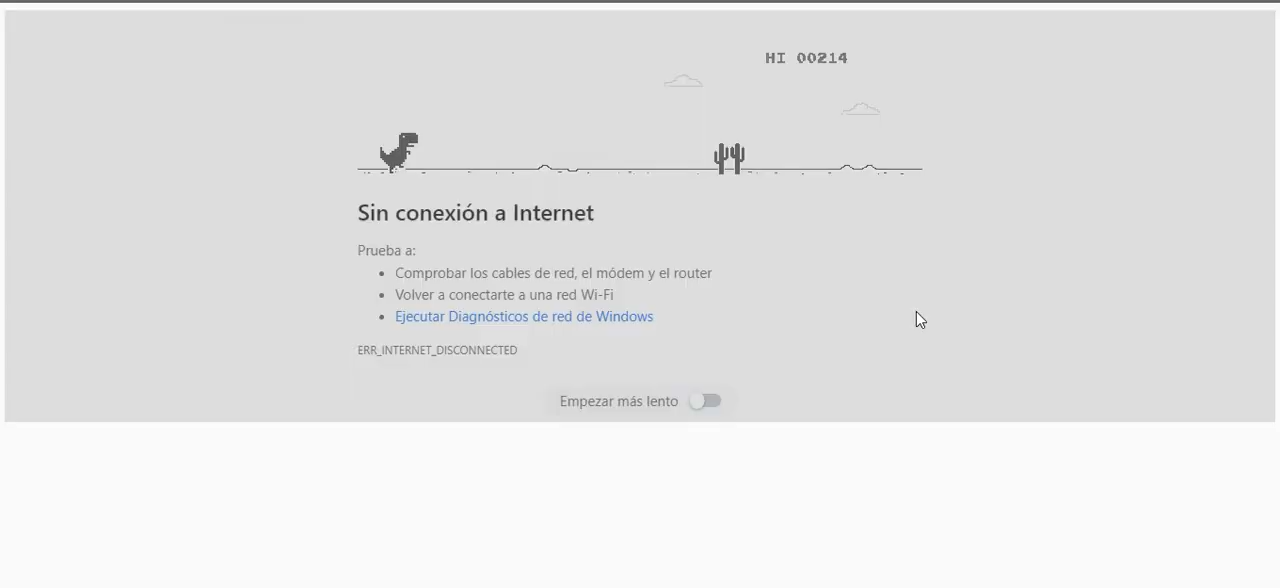 HI 00214
Sin conexión a Internet
Prueba a:
Comprobar los cables de red, el módem y el router
Volver a conectarte a una red Wi-Fi
Ejecutar Diagnósticos de red de Windows
ERR_INTERNET_DISCONNECTED
Empezar más lento